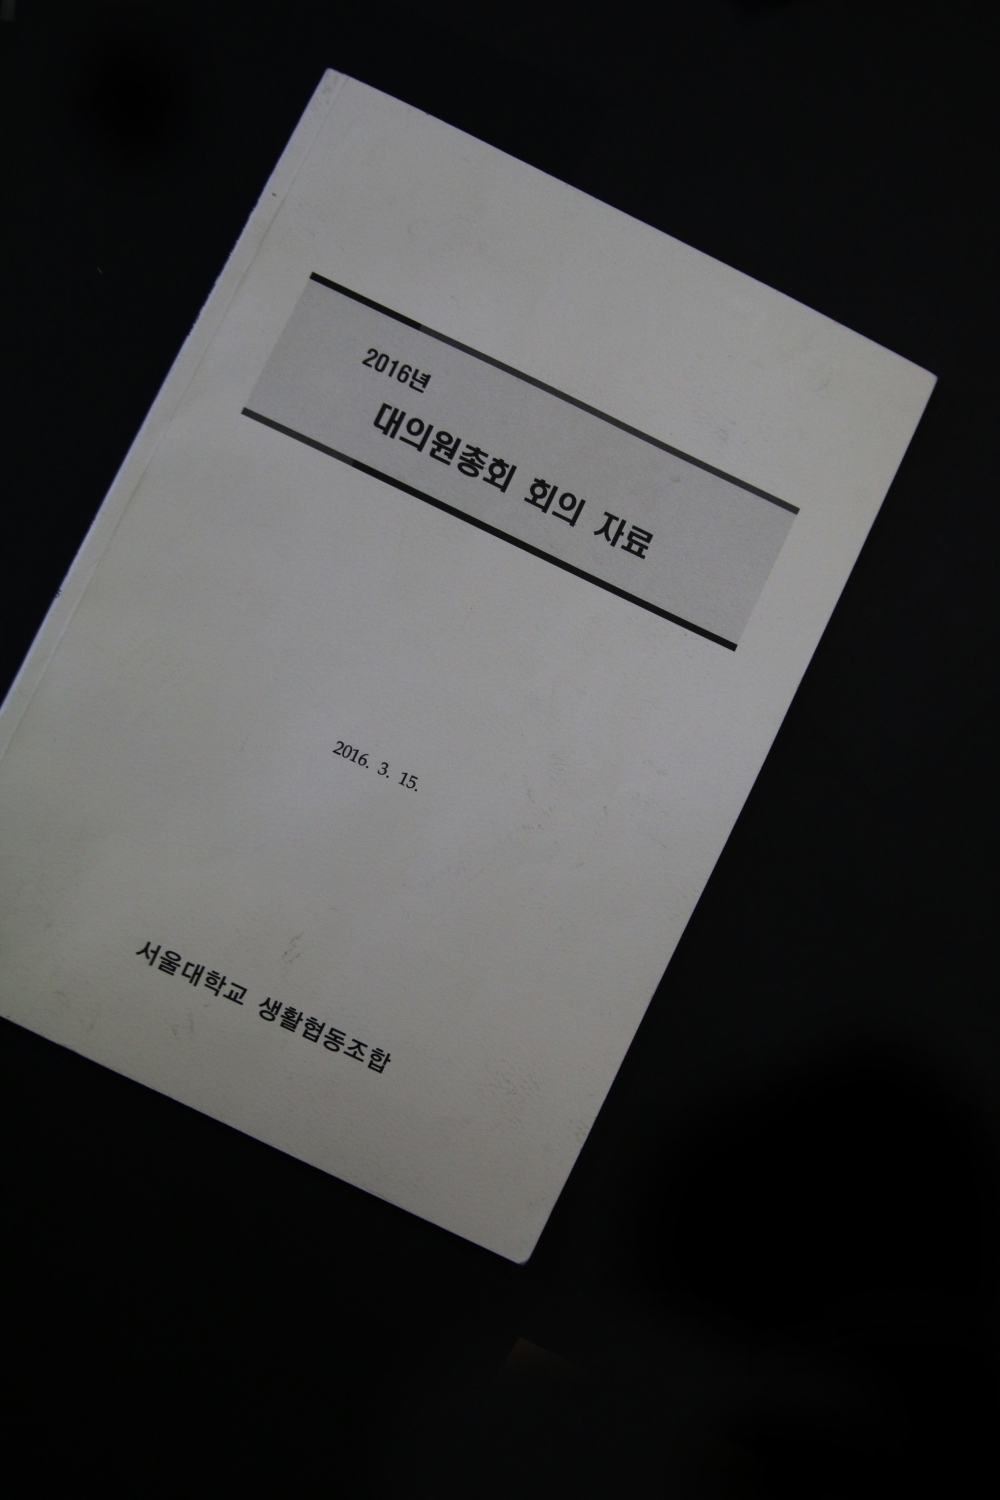 2016년
대의원총회 회의 자료
2016. 3. 15.
서울대학교 생활협동조합